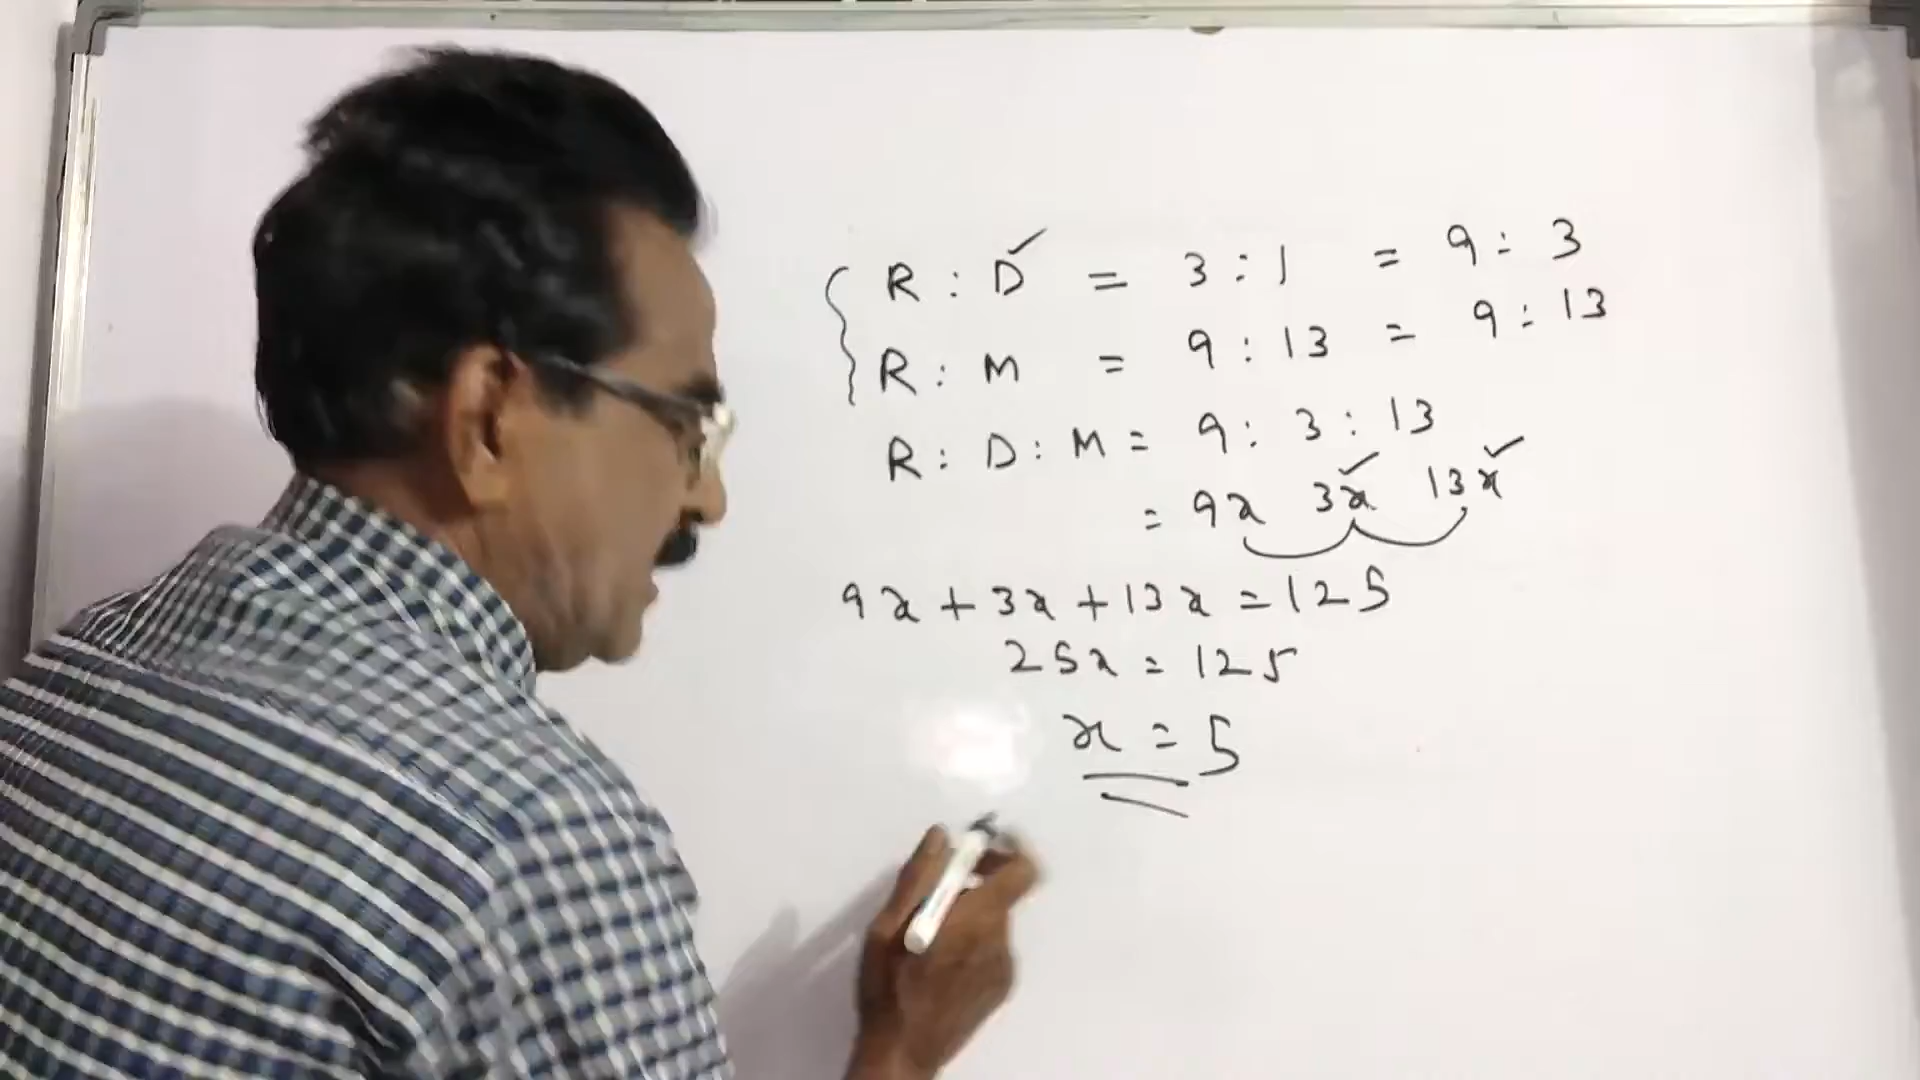 R : D = 3 : 1 = 9 : 3
R : M = 9 : 13 = 9 : 13
R : D : M = 9 : 3 : 13
= 9x 3x 13x
9x + 3x + 13x = 125
25x = 125
x = 5